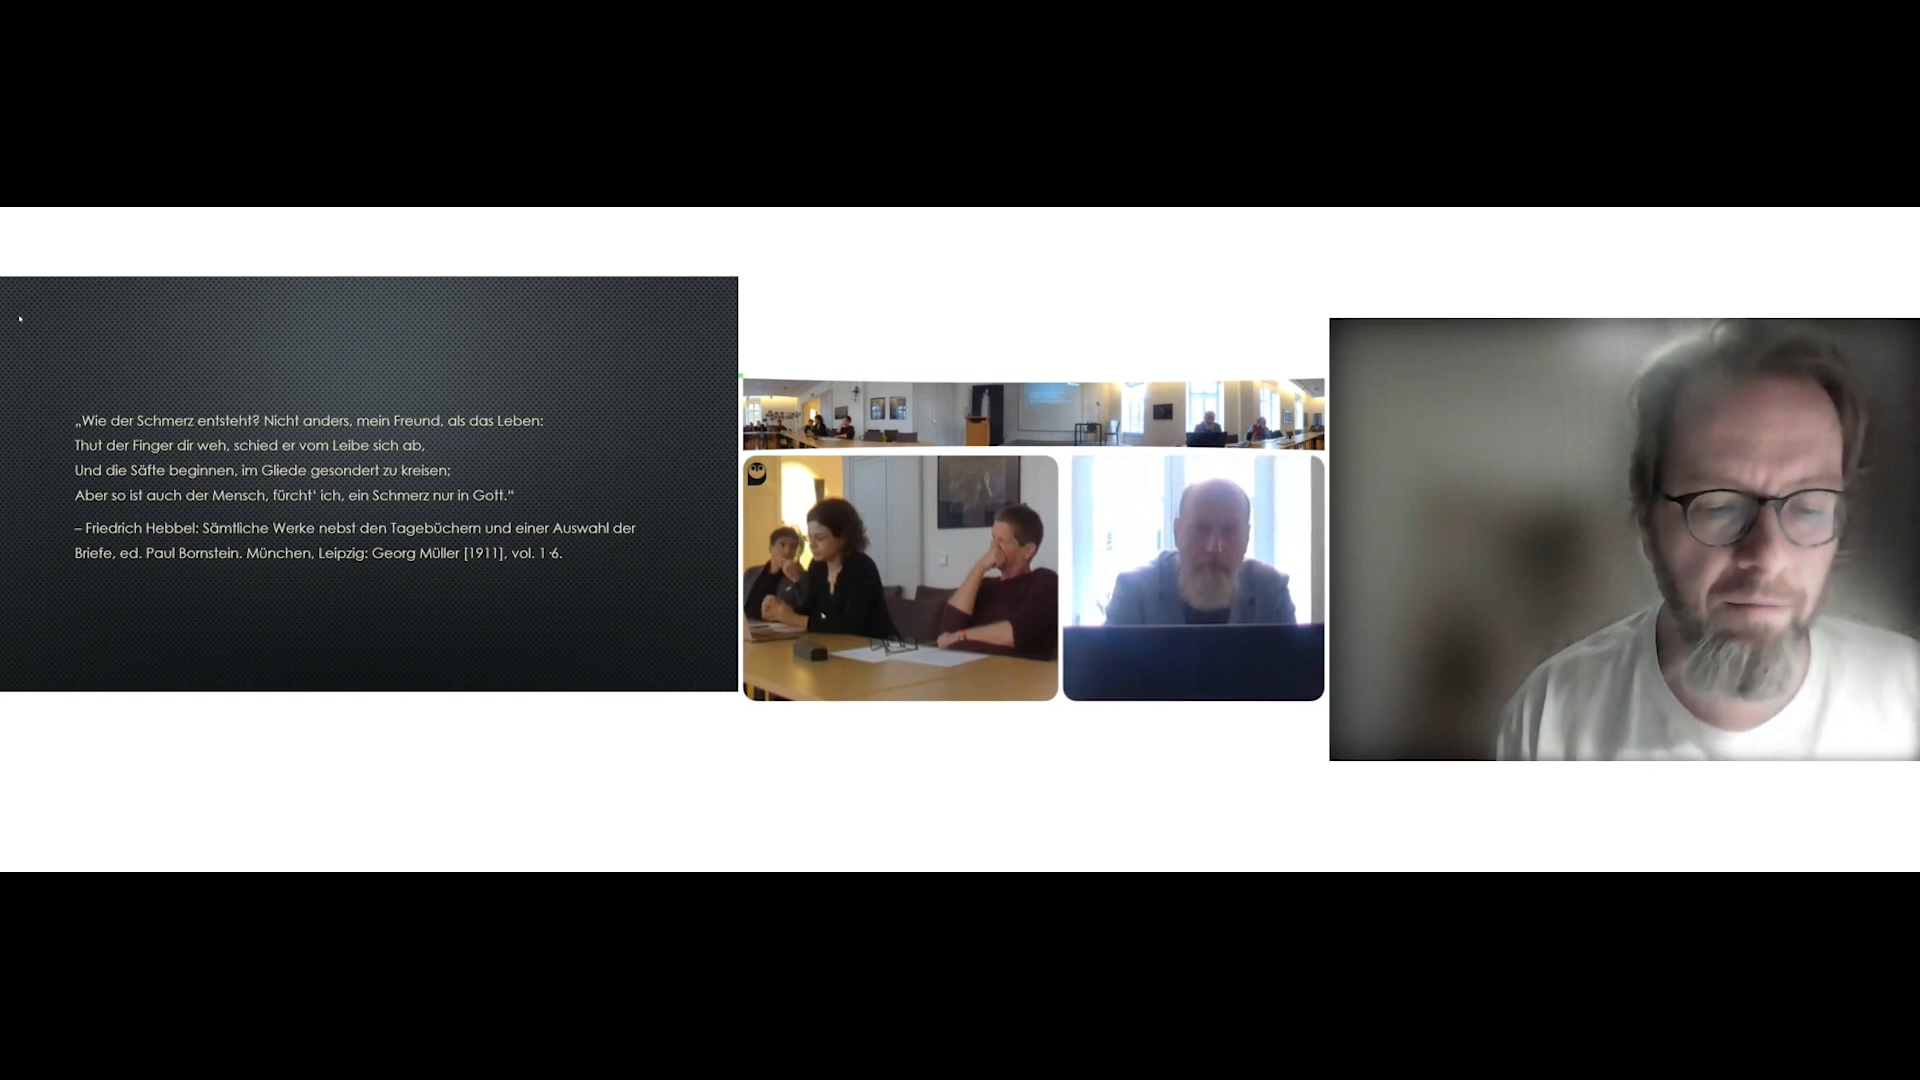 „Wie der Schmerz entsteht? Nicht anders, mein Freund, als das Leben:
Thut der Finger dir weh, schied er vom Leibe sich ab,
Und die Säfte beginnen, im Gliede gesondert zu kreisen;
Aber so ist auch der Mensch, fürcht‘ ich, ein Schmerz nur in Gott.“
– Friedrich Hebbel: Sämtliche Werke nebst den Tagebüchern und einer Auswahl der
Briefe, ed. Paul Bornstein. München, Leipzig: Georg Müller [1911], vol. 1-6.